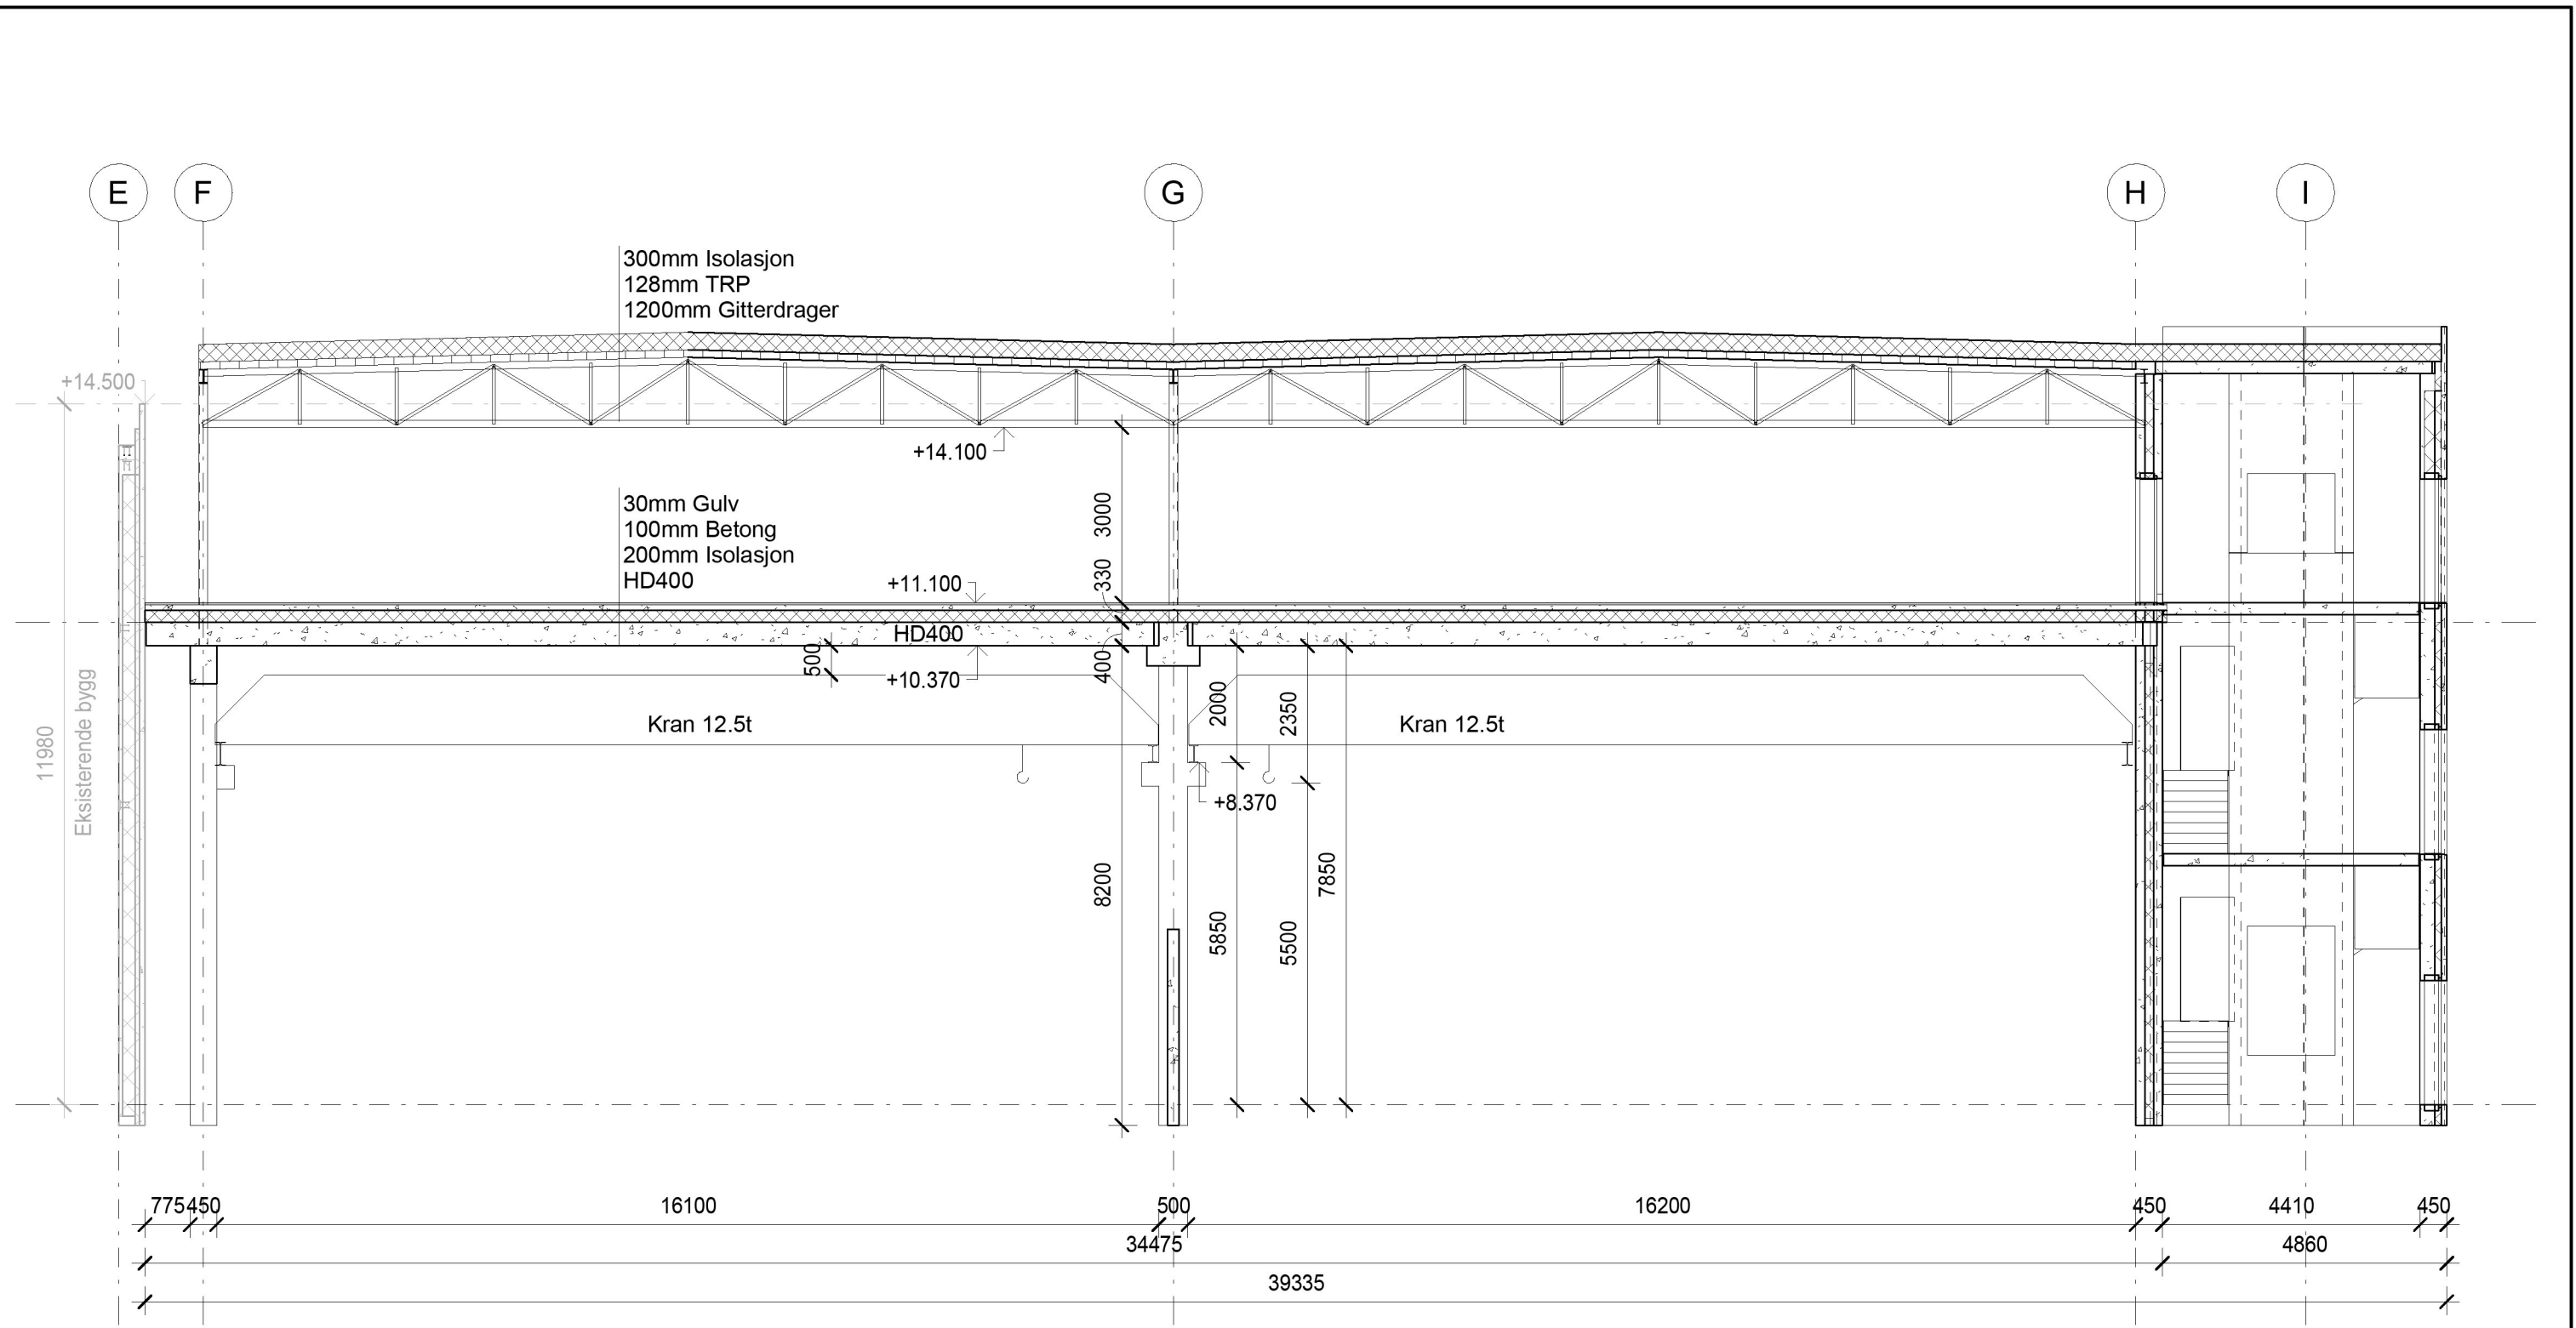 E
F
G
H
I
300mm Isolasjon
128mm TRP
1200mm Gitterdrager
+14.500
+14.100
30mm Gulv
100mm Betong
200mm Isolasjon
HD400
3000
330
+11.100
HD400
500
400
+10.370
2000
2350
Kran 12.5t
Kran 12.5t
11980
Eksisterende bygg
+8.370
8200
7850
5850
5500
775
450
16100
500
16200
450
4410
450
34475
4860
39335